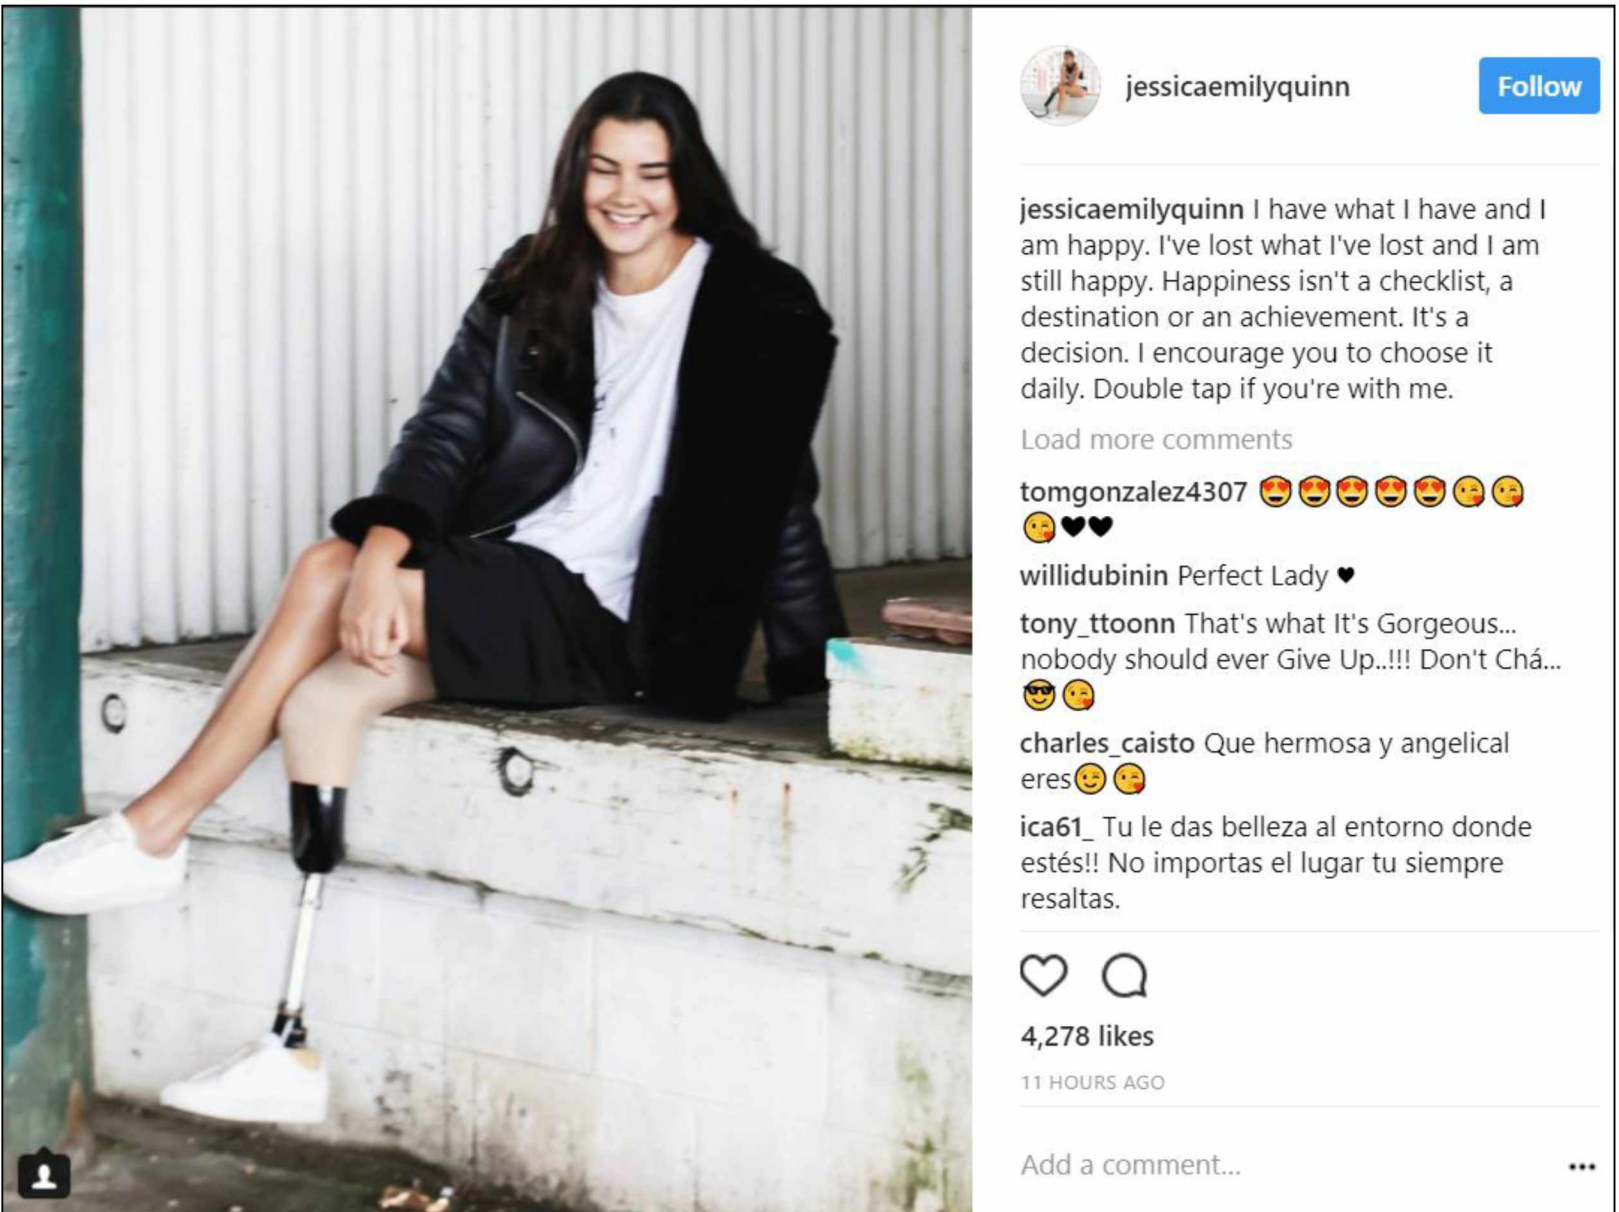 jessicaemilyquinn
Follow
jessicaemilyquinn I have what I have and I
am happy. I've lost what I've lost and I am
still happy. Happiness isn't a checklist, a
destination or an achievement. It's a
decision. I encourage you to choose it
daily. Double tap if you're with me.
Load more comments
tomgonzalez4307 😍😍😍😍😍😘😘
😘🖤🖤
willidubinin Perfect Lady ♥
tony_ttoonn That's what It's Gorgeous...
nobody should ever Give Up..!!! Don't Chá...
😎😘
charles_caisto Que hermosa y angelical
eres😉😘
ica61_ Tu le das belleza al entorno donde
estés!! No importas el lugar tu siempre
resaltas.
4,278 likes
11 HOURS AGO
Add a comment...